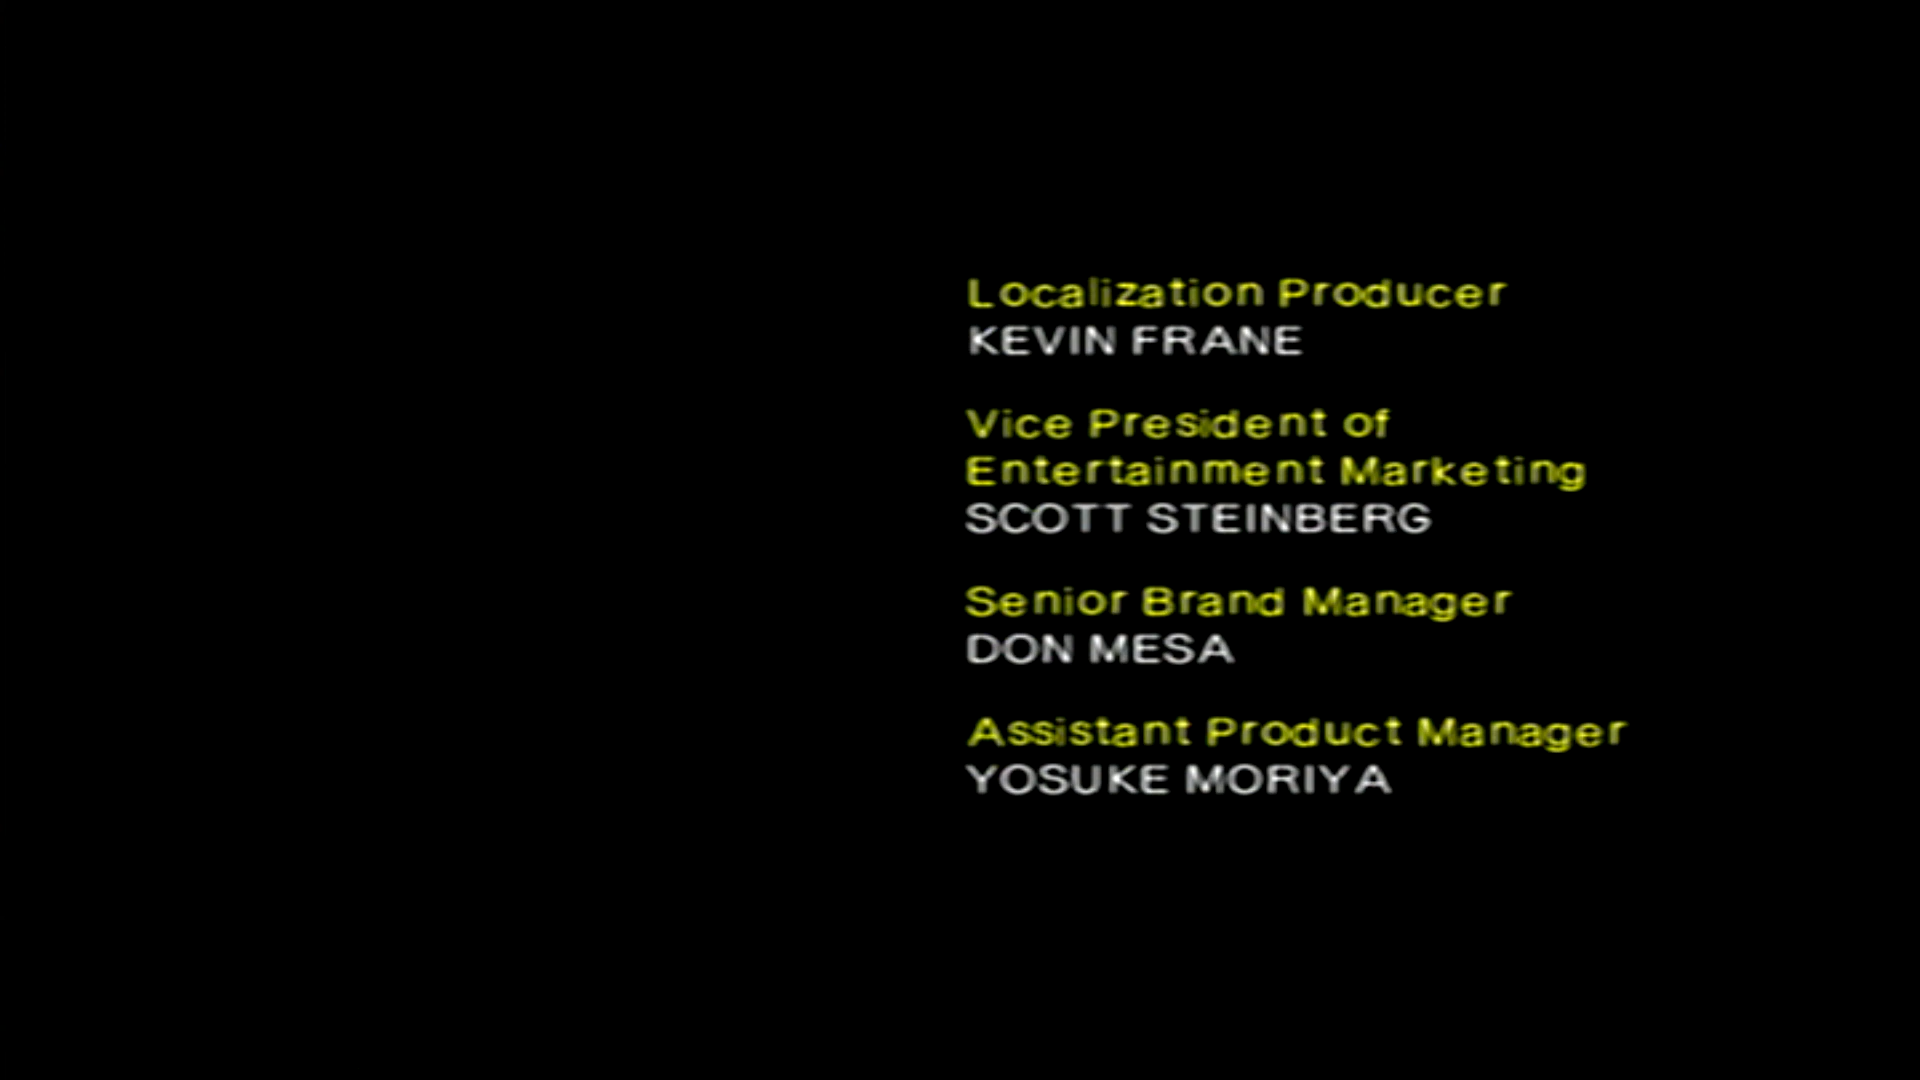 Localization Producer
KEVIN FRANE
Vice President of
Entertainment Marketing
SCOTT STEINBERG
Senior Brand Manager
DON MESA
Assistant Product Manager
YOSUKE MORIYA